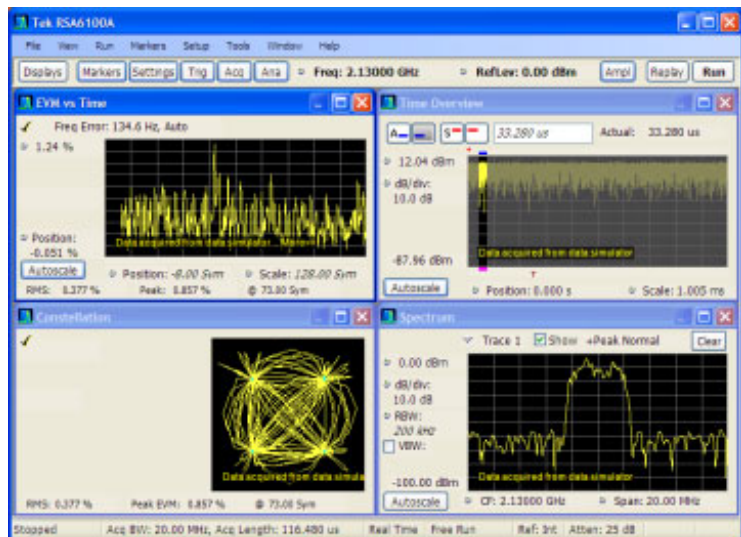 Tek RSA6100A
File View Run Markers Setup Tools Window Help
Displays Markers Settings Trig Acq Ana Freq: 2.13000 GHz RefLev: 0.00 dBm Ampl Replay Run
EVM vs Time
Freq Error: 134.6 Hz, Auto
1.24 %
Data acquired from data simulator
Position:
-0.051 %
Autoscale
Position: -8.00 Sym Scale: 128.00 Sym
RMS: 0.377 % Peak: 0.857 % @ 73.00 Sym
Time Overview
A S 33.280 us Actual: 33.280 us
12.04 dBm
dB/div:
10.0 dB
Data acquired from data simulator
-87.96 dBm
Autoscale Position: 0.000 s Scale: 1.005 ms
Constellation
Data acquired from data simula
RMS: 0.377 % Peak EVM: 0.857 % @ 73.00 Sym
Spectrum
Trace 1 Show +Peak Normal Clear
0.00 dBm
dB/div:
10.0 dB
RBW:
200 kHz
VBW:
Data acquired from data simulator
-100.00 dBm
Autoscale CF: 2.13000 GHz Span: 20.00 MHz
Stopped Acq BW: 20.00 MHz, Acq Length: 116.480 us Real Time Free Run Ref: Int Atten: 25 dB